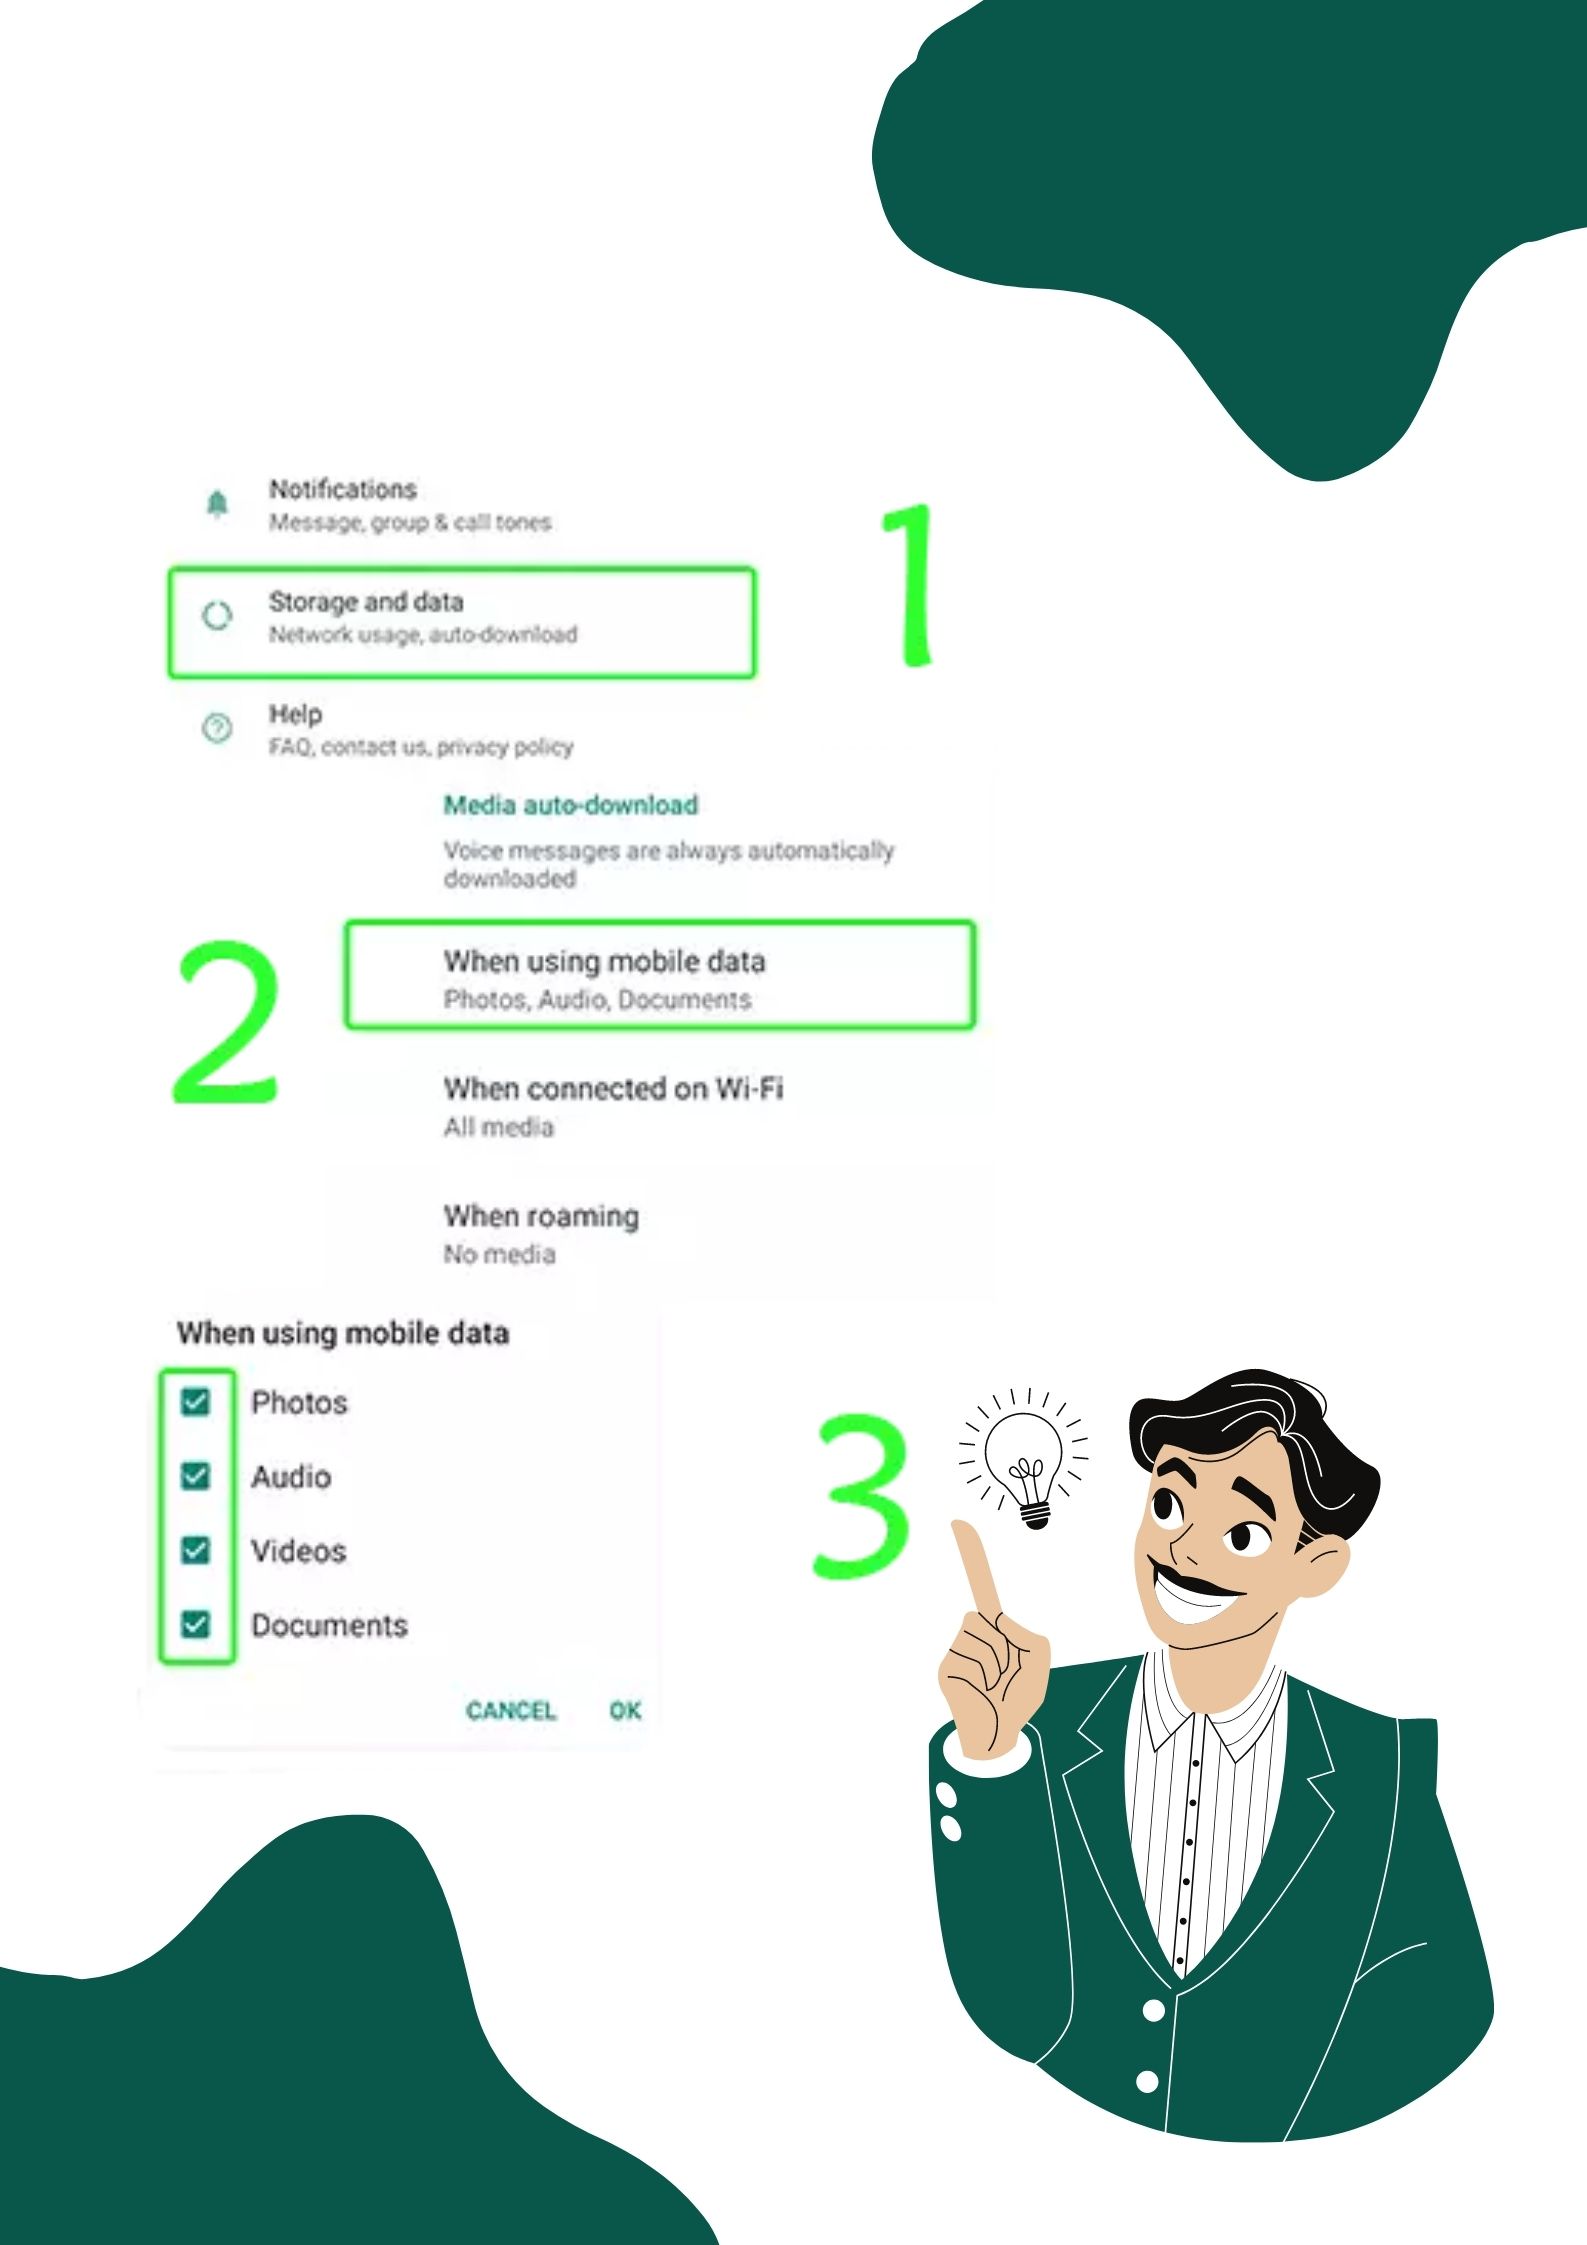 Notifications
Message, group & call tones
1
Storage and data
Network usage, auto-download
Help
FAQ, contact us, privacy policy
Media auto-download
Voice messages are always automatically
downloaded
2
When using mobile data
Photos, Audio, Documents
When connected on Wi-Fi
All media
When roaming
No media
When using mobile data
Photos
3
Audio
Videos
Documents
CANCEL OK